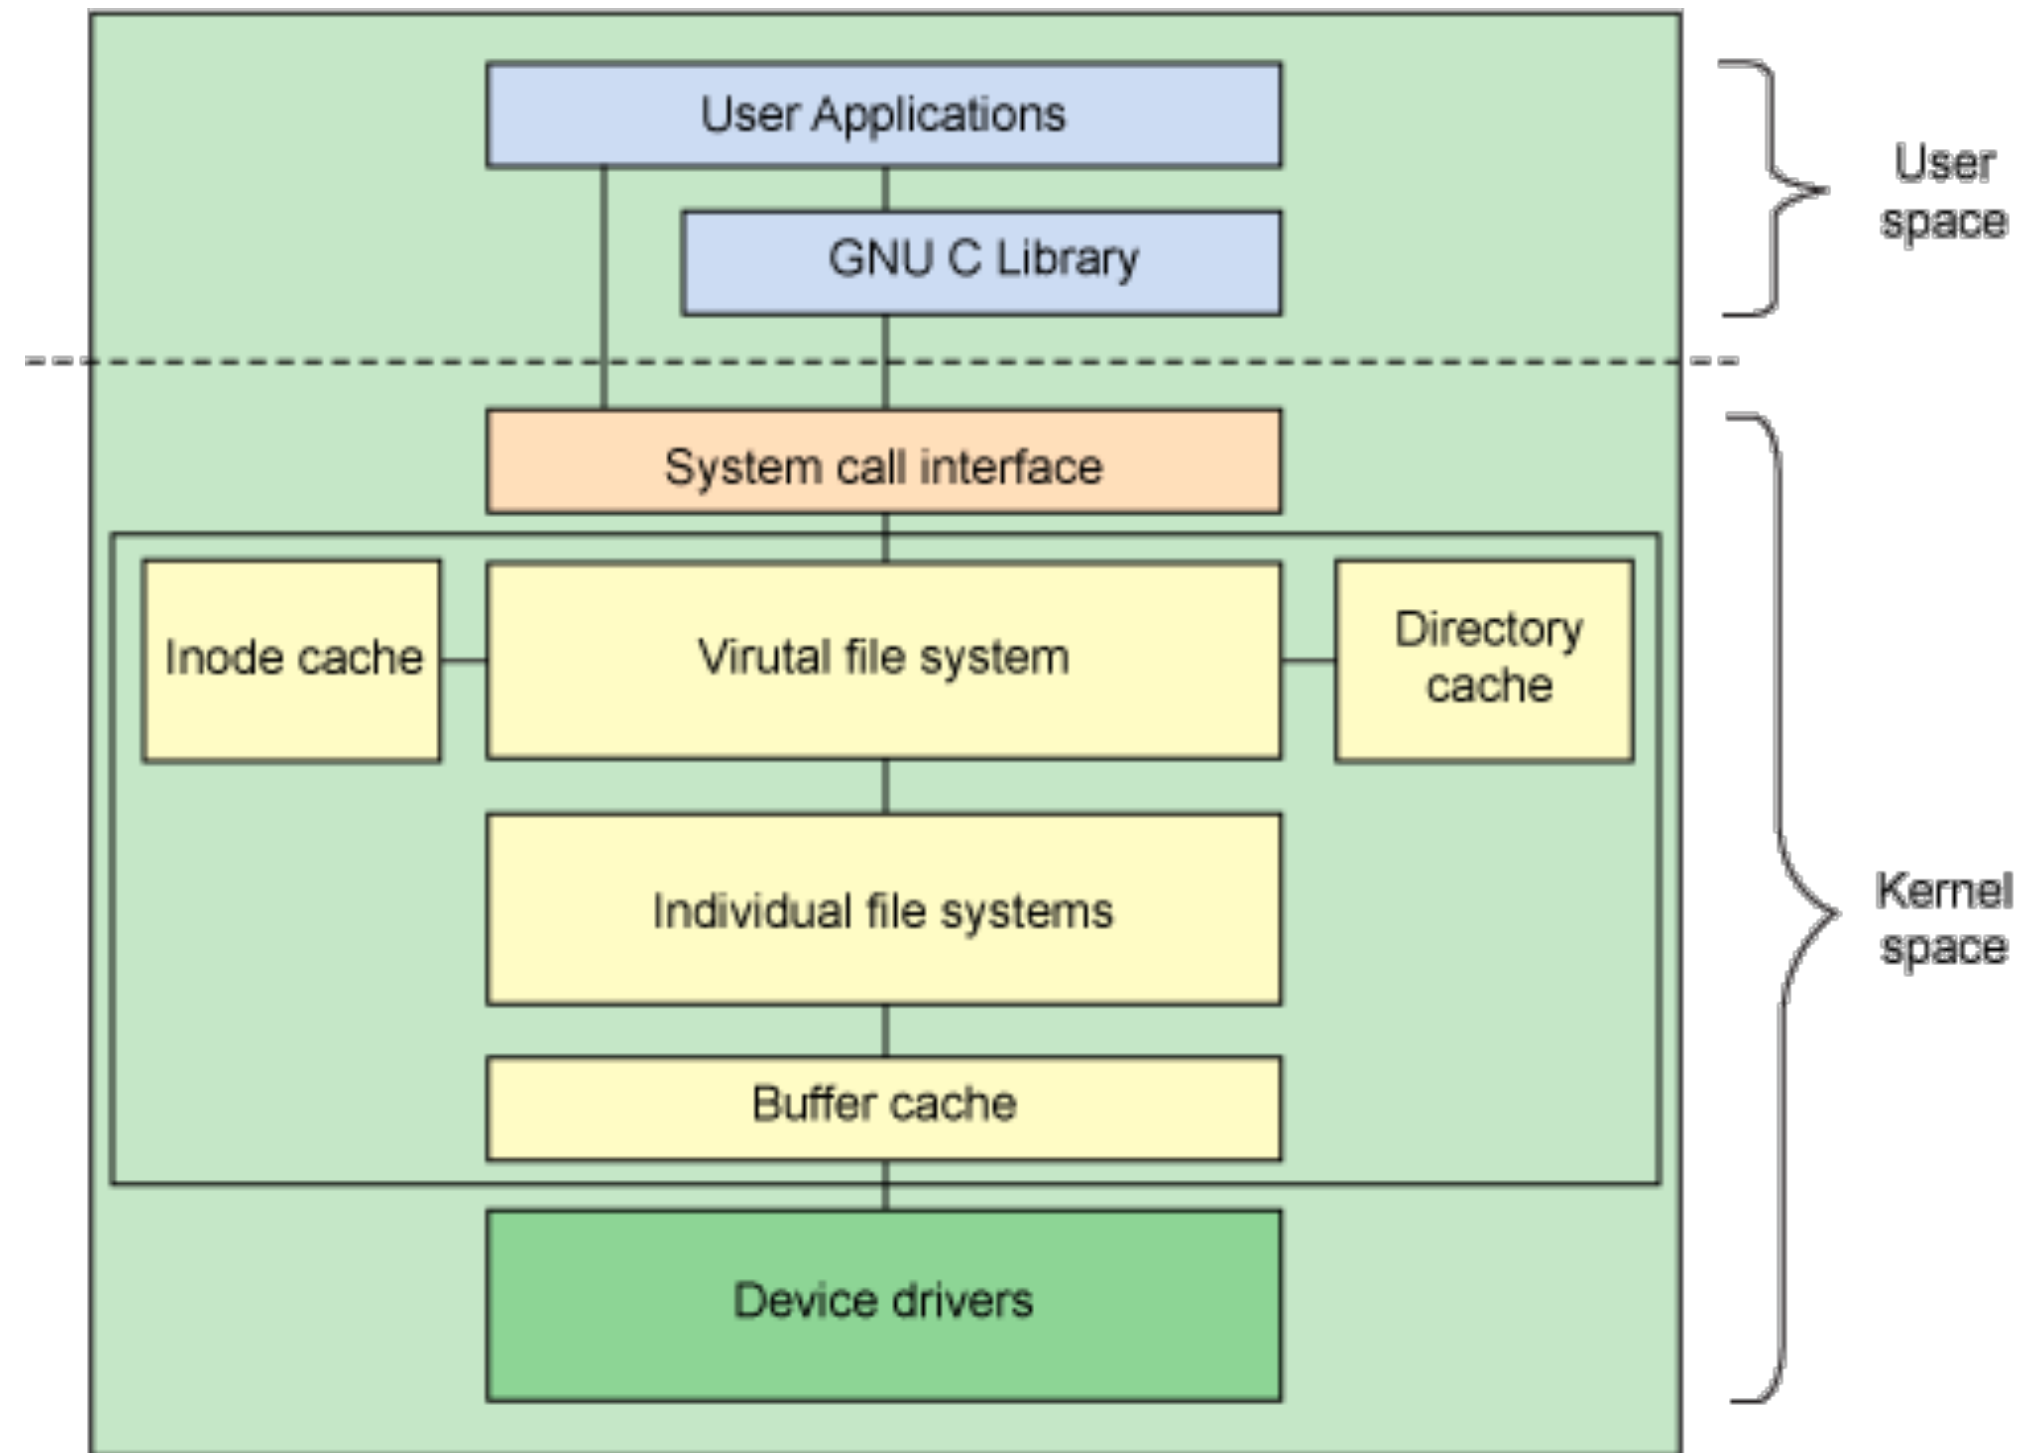 User Applications
User
space
GNU C Library
System call interface
Inode cache
Virutal file system
Directory
cache
Individual file systems
Kernel
space
Buffer cache
Device drivers